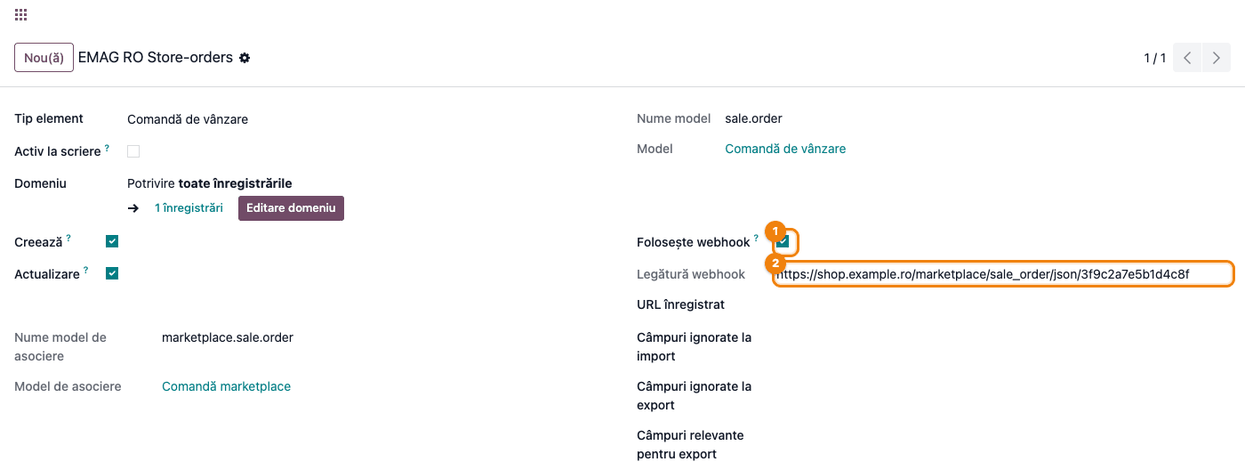 Nou(ă) EMAG RO Store-orders 1 / 1
Tip element Comandă de vânzare
Activ la scriere ?
Domeniu Potrivire toate înregistrările
1 înregistrări Editare domeniu
Creează ?
Actualizare ?
Nume model de
asociere
marketplace.sale.order
Model de asociere Comandă marketplace
Nume model sale.order
Model Comandă de vânzare
Folosește webhook ? 1
2
Legătură webhook https://shop.example.ro/marketplace/sale_order/json/3f9c2a7e5b1d4c8f
URL înregistrat
Câmpuri ignorate la
import
Câmpuri ignorate la
export
Câmpuri relevante
pentru export